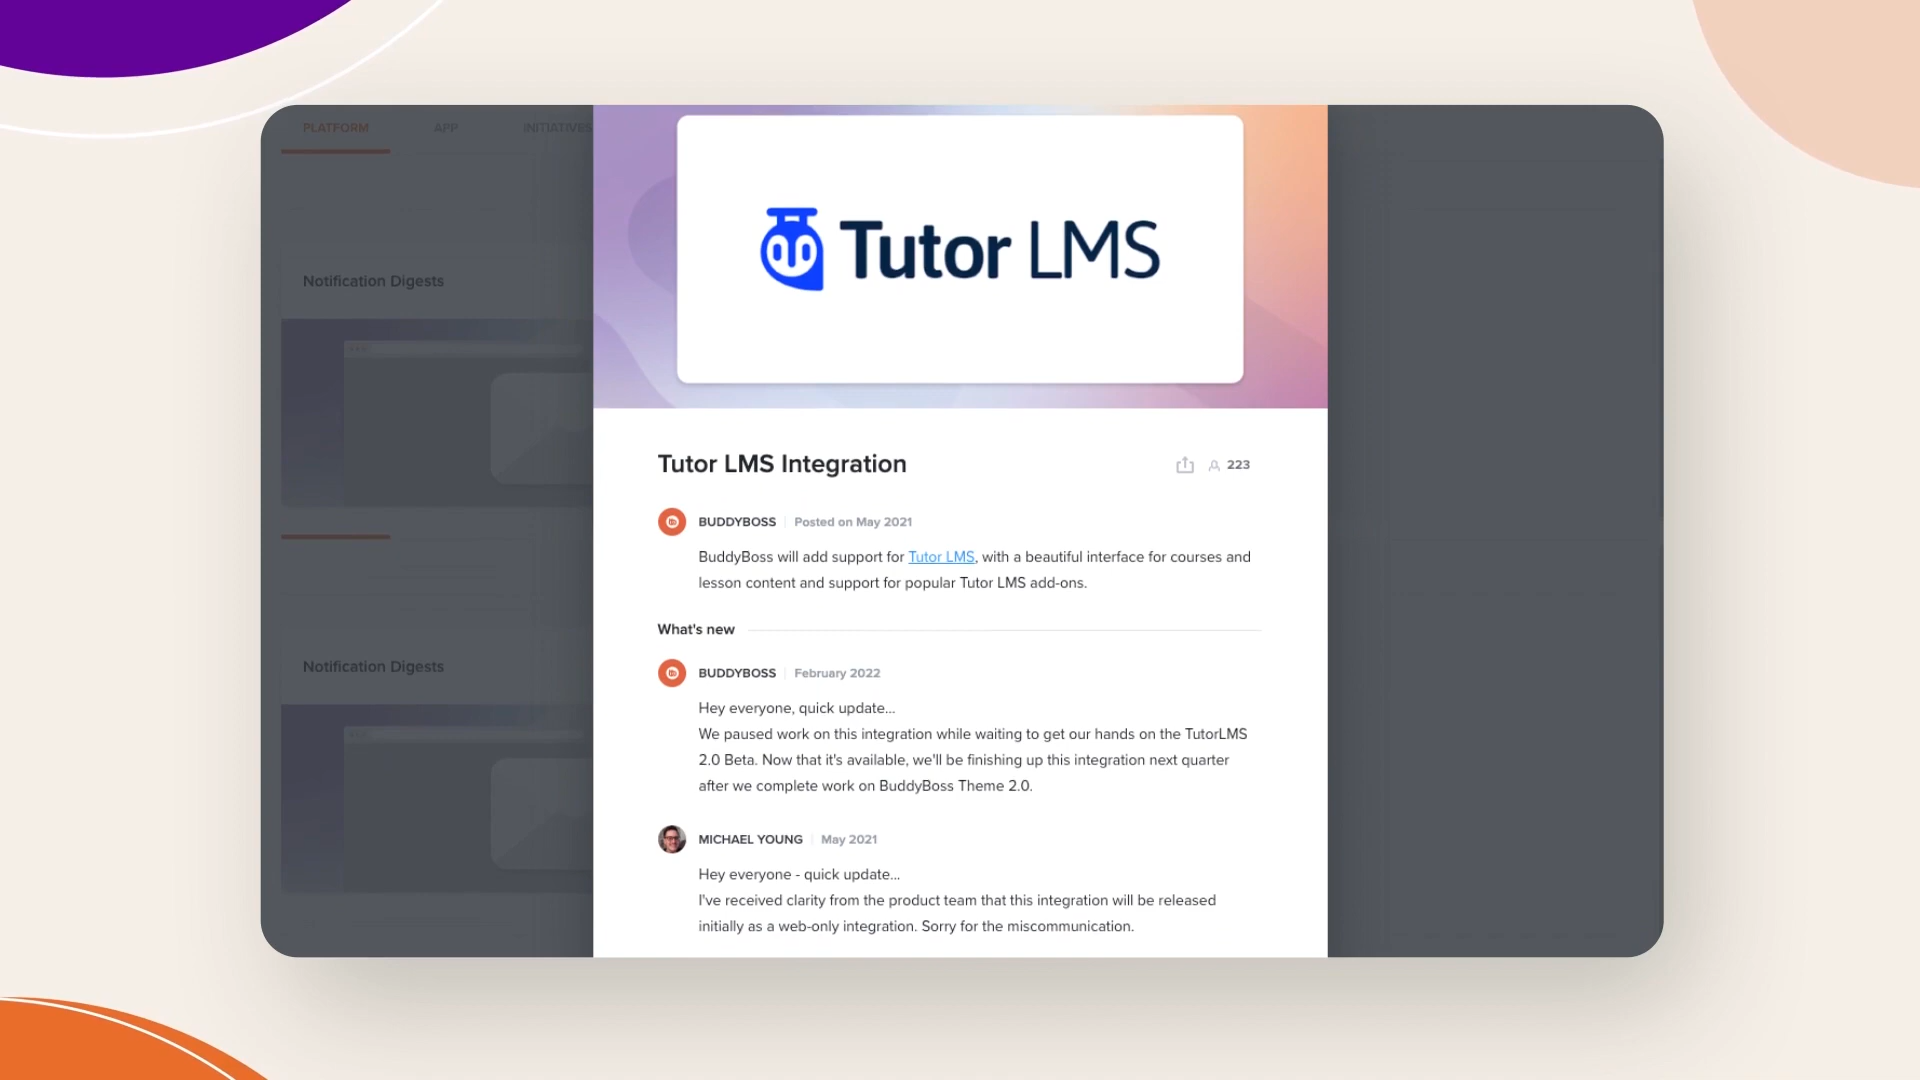 PLATFORM
APP
INITIATIVES
Notification Digests
Notification Digests
Tutor LMS
Tutor LMS Integration
223
BUDDYBOSS | Posted on May 2021
BuddyBoss will add support for Tutor LMS, with a beautiful interface for courses and
lesson content and support for popular Tutor LMS add-ons.
What's new
BUDDYBOSS | February 2022
Hey everyone, quick update...
We paused work on this integration while waiting to get our hands on the TutorLMS
2.0 Beta. Now that it's available, we'll be finishing up this integration next quarter
after we complete work on BuddyBoss Theme 2.0.
MICHAEL YOUNG | May 2021
Hey everyone - quick update...
I've received clarity from the product team that this integration will be released
initially as a web-only integration. Sorry for the miscommunication.